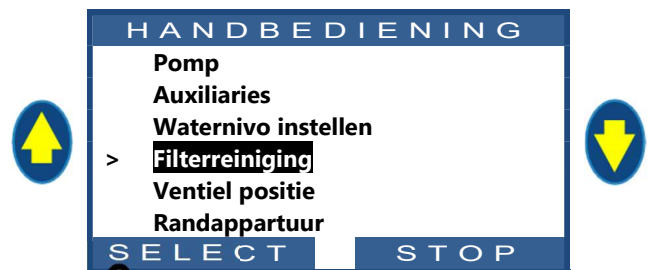 HANDBEDIENING
Pomp
Auxiliaries
Waternivo instellen
> Filterreiniging
Ventiel positie
Randappartuur
SELECT STOP